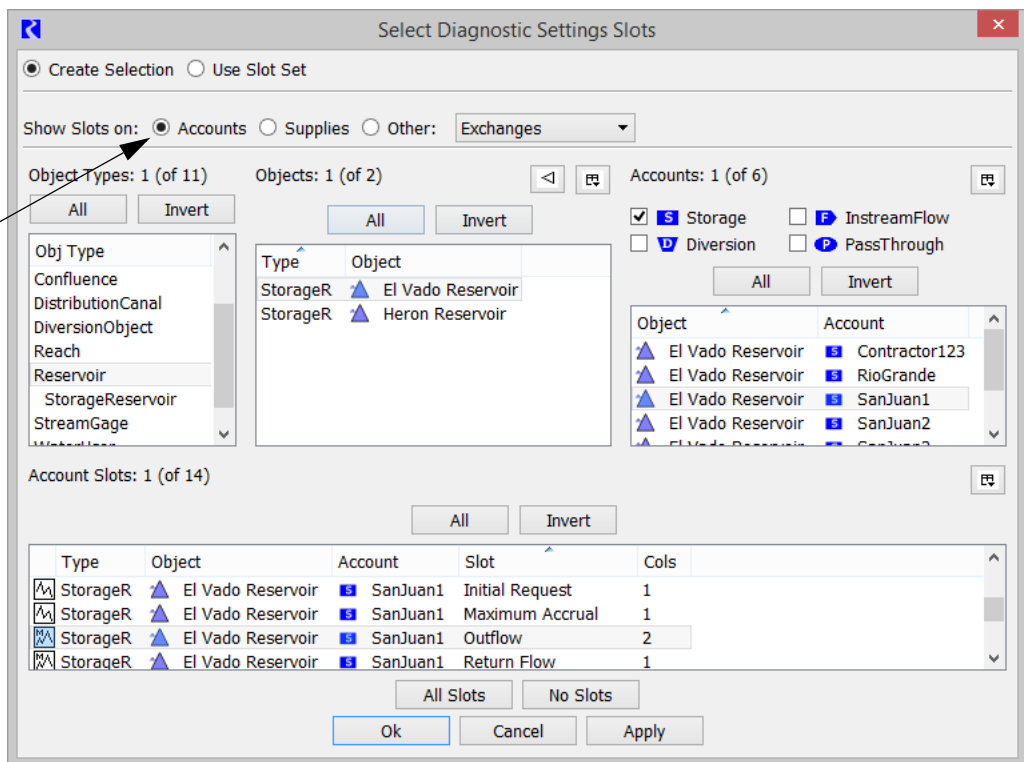 Select Diagnostic Settings Slots
Create Selection Use Slot Set
Show Slots on: Accounts Supplies Other: Exchanges
Object Types: 1 (of 11) Objects: 1 (of 2) Accounts: 1 (of 6)
All Invert
Obj Type
Confluence
DistributionCanal
DiversionObject
Reach
Reservoir
StorageReservoir
StreamGage
All Invert
Type Object
StorageR El Vado Reservoir
StorageR Heron Reservoir
S Storage F InstreamFlow
D Diversion P PassThrough
All Invert
Object Account
El Vado Reservoir S Contractor123
El Vado Reservoir S RioGrande
El Vado Reservoir S SanJuan1
El Vado Reservoir S SanJuan2
Account Slots: 1 (of 14)
All Invert
Type Object Account Slot Cols
StorageR El Vado Reservoir S SanJuan1 Initial Request 1
StorageR El Vado Reservoir S SanJuan1 Maximum Accrual 1
StorageR El Vado Reservoir S SanJuan1 Outflow 2
StorageR El Vado Reservoir S SanJuan1 Return Flow 1
All Slots No Slots
Ok Cancel Apply